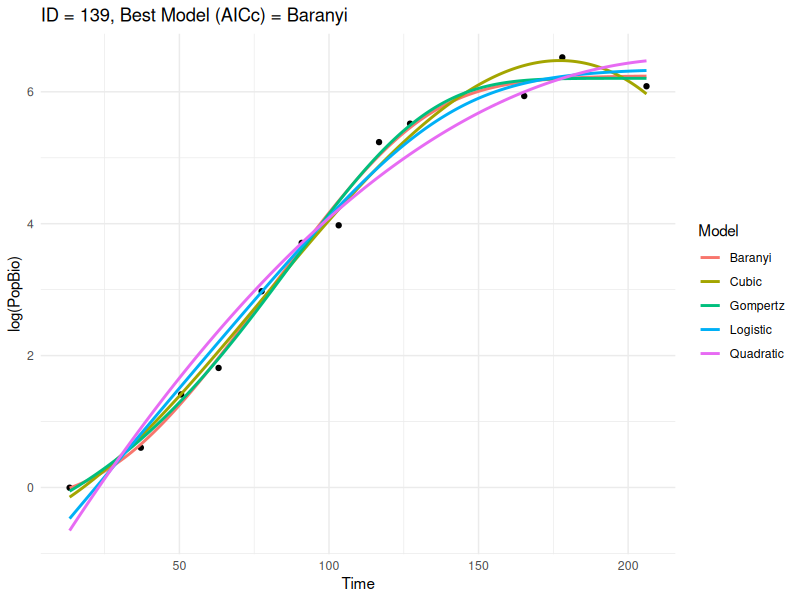 ID = 139, Best Model (AICc) = Baranyi
log(PopBio)
6
4
2
0
50
100
150
200
Time
Model
Baranyi
Cubic
Gompertz
Logistic
Quadratic